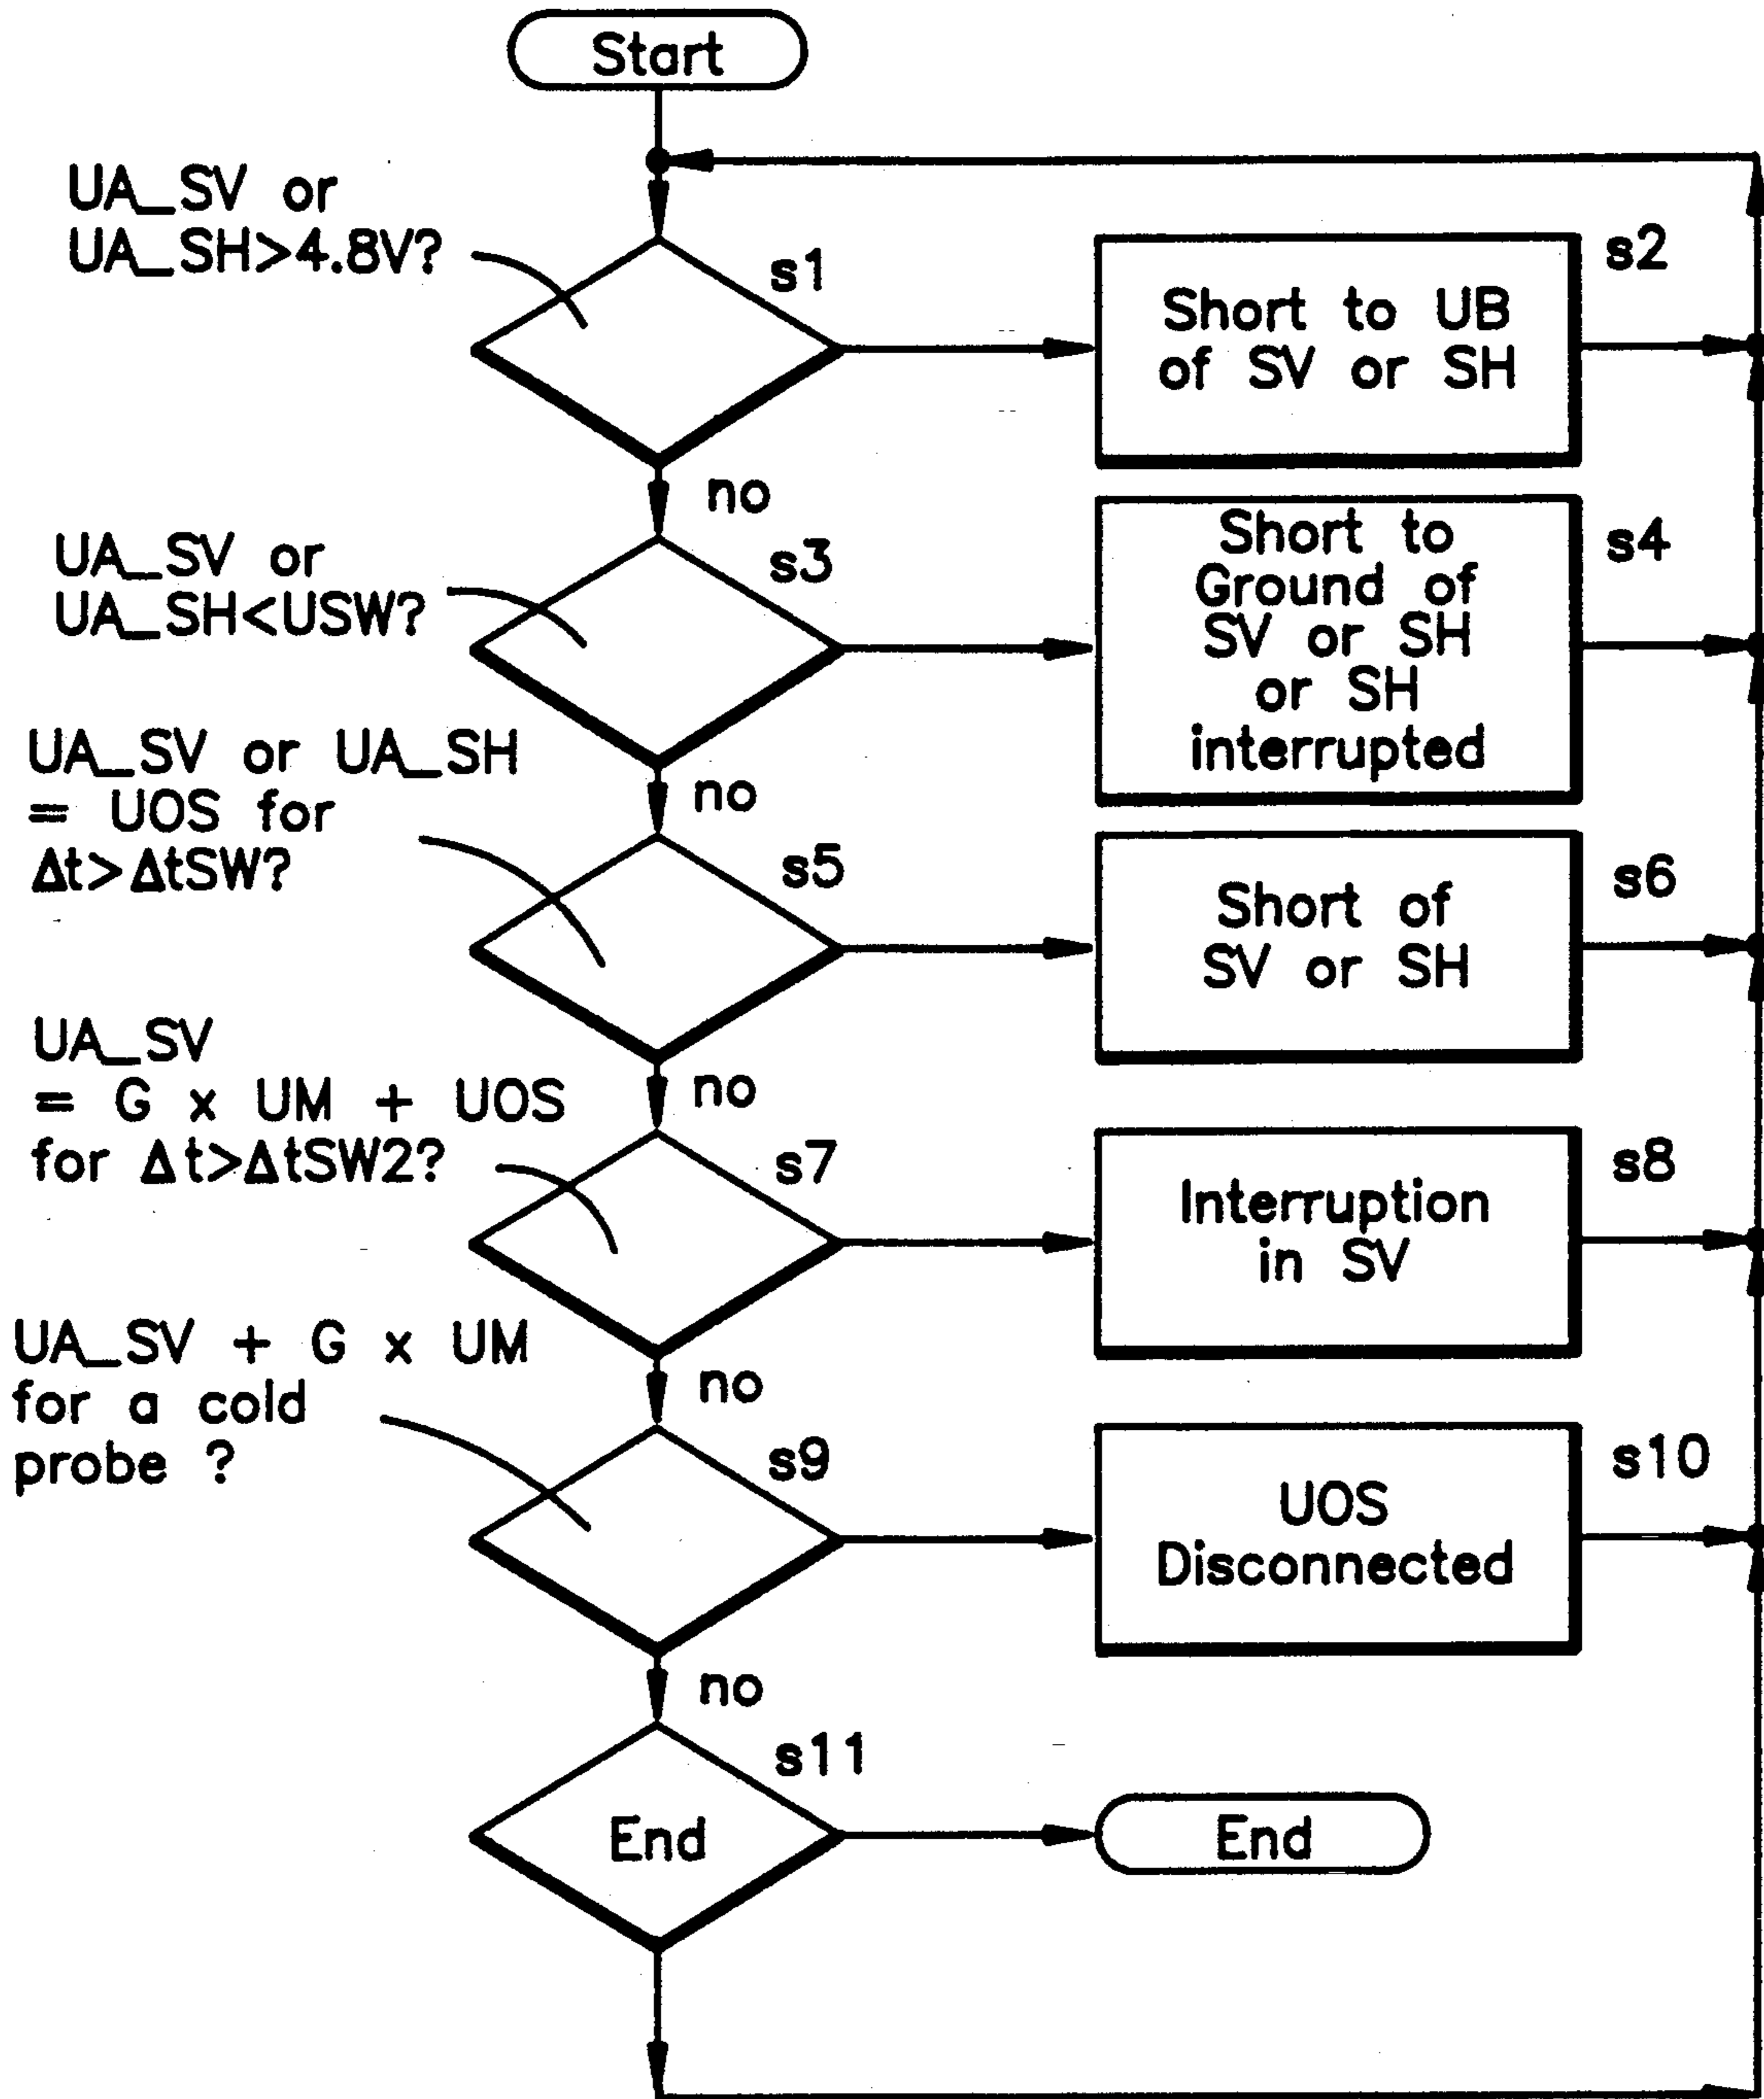 Start
UA_SV or
UA_SH>4.8V?
s1
s2
Short to UB
of SV or SH
no
UA_SV or
UA_SH<USW?
s3
s4
Short to
Ground of
SV or SH
or SH
interrupted
no
UA_SV or UA_SH
= UOS for
Δt>ΔtSW?
s5
s6
Short of
SV or SH
no
UA_SV
= G x UM + UOS
for Δt>ΔtSW2?
s7
s8
Interruption
in SV
no
UA_SV + G x UM
for a cold
probe ?
s9
s10
UOS
Disconnected
no
s11
End
End